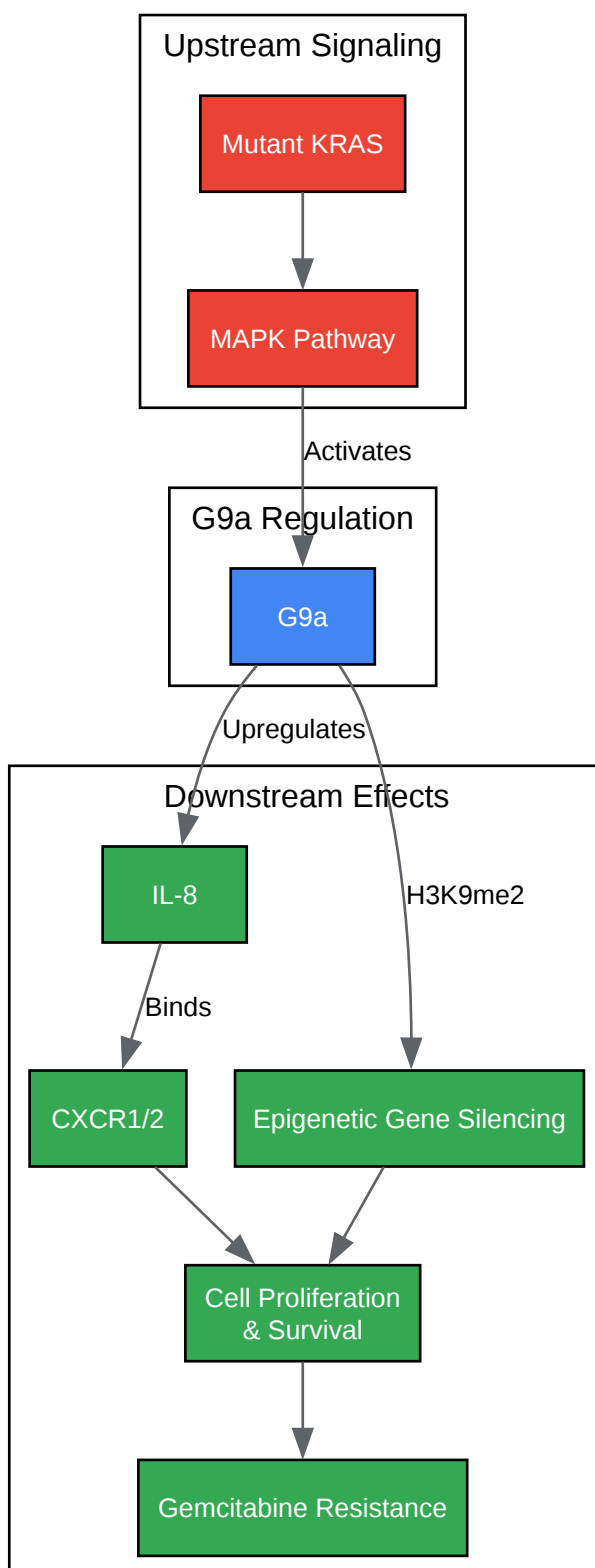 Upstream Signaling
Mutant KRAS
MAPK Pathway
Activates
G9a Regulation
G9a
Upregulates
Downstream Effects
IL-8
H3K9me2
Binds
CXCR1/2
Epigenetic Gene Silencing
Cell Proliferation
& Survival
Gemcitabine Resistance